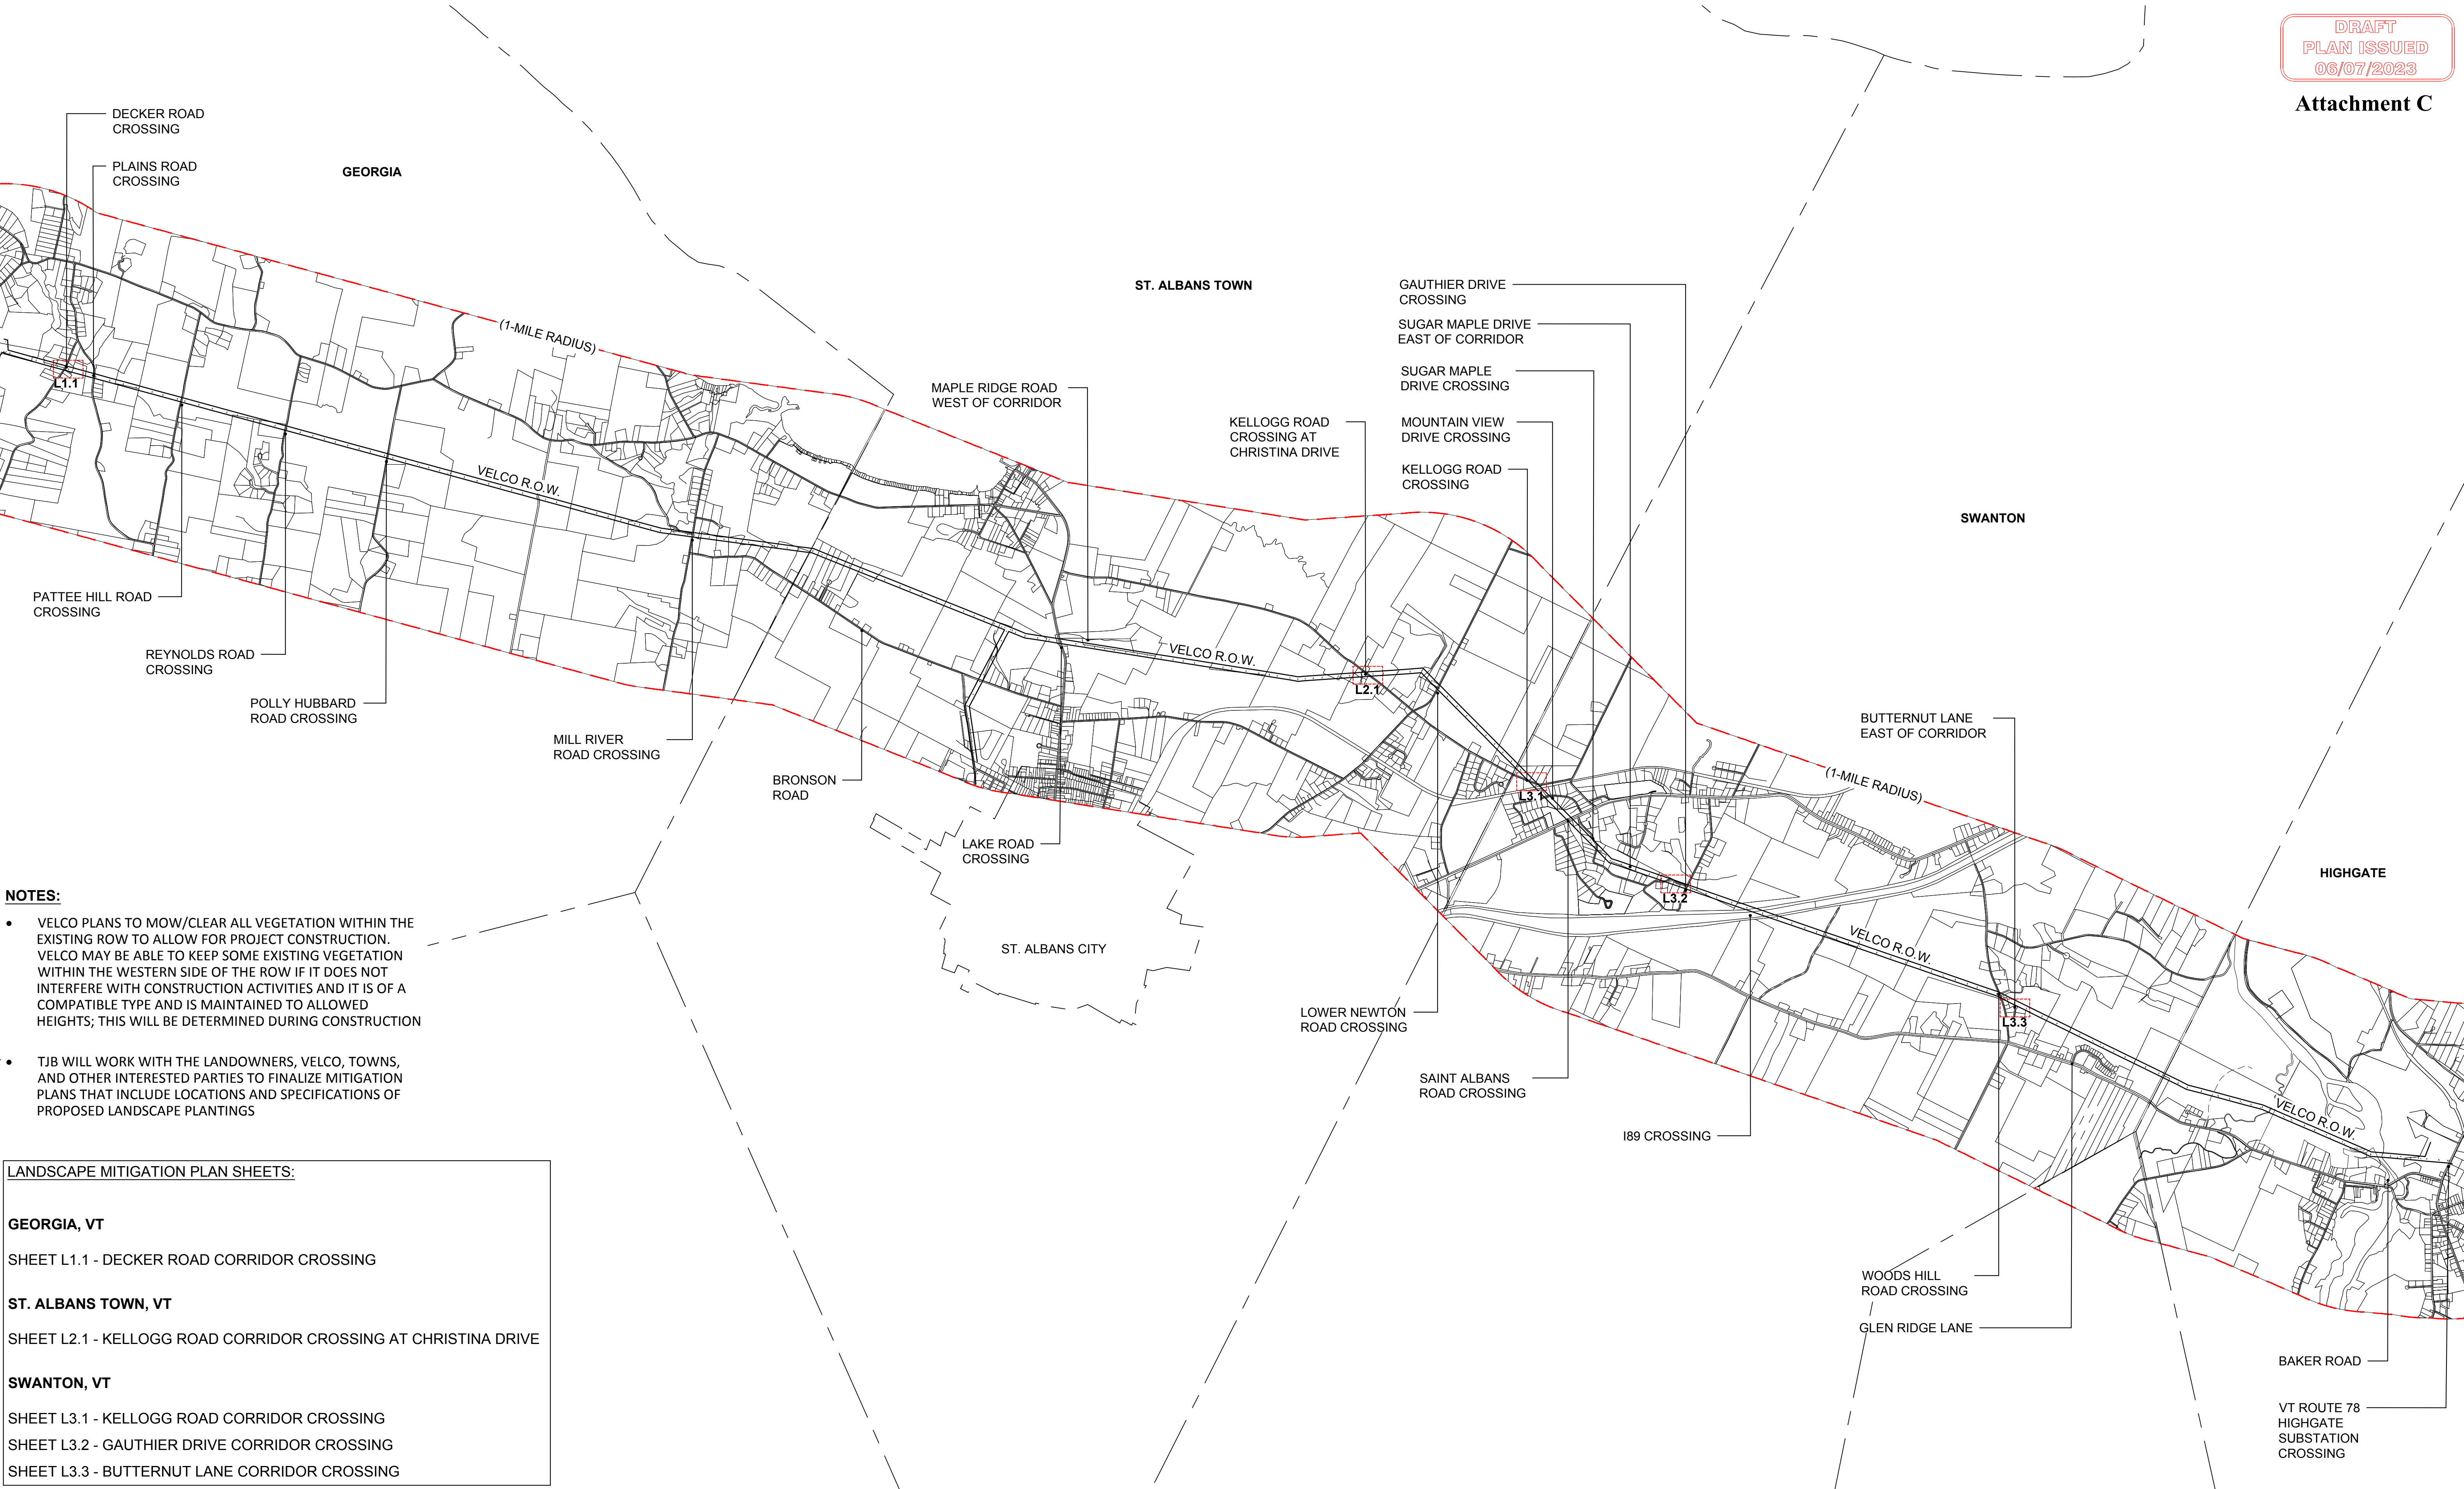 DRAFT
PLAN ISSUED
06/07/2023
Attachment C
DECKER ROAD
CROSSING
PLAINS ROAD
CROSSING
GEORGIA
(1-MILE RADIUS)
L1.1
VELCO R.O.W.
PATTEE HILL ROAD
CROSSING
REYNOLDS ROAD
CROSSING
POLLY HUBBARD
ROAD CROSSING
MILL RIVER
ROAD CROSSING
BRONSON
ROAD
LAKE ROAD
CROSSING
ST. ALBANS TOWN
MAPLE RIDGE ROAD
WEST OF CORRIDOR
VELCO R.O.W.
KELLOGG ROAD
CROSSING AT
CHRISTINA DRIVE
GAUTHIER DRIVE
CROSSING
SUGAR MAPLE DRIVE
EAST OF CORRIDOR
SUGAR MAPLE
DRIVE CROSSING
MOUNTAIN VIEW
DRIVE CROSSING
KELLOGG ROAD
CROSSING
L2.1
L3.1
L3.2
ST. ALBANS CITY
LOWER NEWTON
ROAD CROSSING
SAINT ALBANS
ROAD CROSSING
I89 CROSSING
SWANTON
BUTTERNUT LANE
EAST OF CORRIDOR
(1-MILE RADIUS)
VELCO R.O.W.
L3.3
HIGHGATE
VELCO R.O.W.
WOODS HILL
ROAD CROSSING
GLEN RIDGE LANE
BAKER ROAD
VT ROUTE 78
HIGHGATE
SUBSTATION
CROSSING
NOTES:
• VELCO PLANS TO MOW/CLEAR ALL VEGETATION WITHIN THE
EXISTING ROW TO ALLOW FOR PROJECT CONSTRUCTION.
VELCO MAY BE ABLE TO KEEP SOME EXISTING VEGETATION
WITHIN THE WESTERN SIDE OF THE ROW IF IT DOES NOT
INTERFERE WITH CONSTRUCTION ACTIVITIES AND IT IS OF A
COMPATIBLE TYPE AND IS MAINTAINED TO ALLOWED
HEIGHTS; THIS WILL BE DETERMINED DURING CONSTRUCTION
• TJB WILL WORK WITH THE LANDOWNERS, VELCO, TOWNS,
AND OTHER INTERESTED PARTIES TO FINALIZE MITIGATION
PLANS THAT INCLUDE LOCATIONS AND SPECIFICATIONS OF
PROPOSED LANDSCAPE PLANTINGS
LANDSCAPE MITIGATION PLAN SHEETS:
GEORGIA, VT
SHEET L1.1 - DECKER ROAD CORRIDOR CROSSING
ST. ALBANS TOWN, VT
SHEET L2.1 - KELLOGG ROAD CORRIDOR CROSSING AT CHRISTINA DRIVE
SWANTON, VT
SHEET L3.1 - KELLOGG ROAD CORRIDOR CROSSING
SHEET L3.2 - GAUTHIER DRIVE CORRIDOR CROSSING
SHEET L3.3 - BUTTERNUT LANE CORRIDOR CROSSING